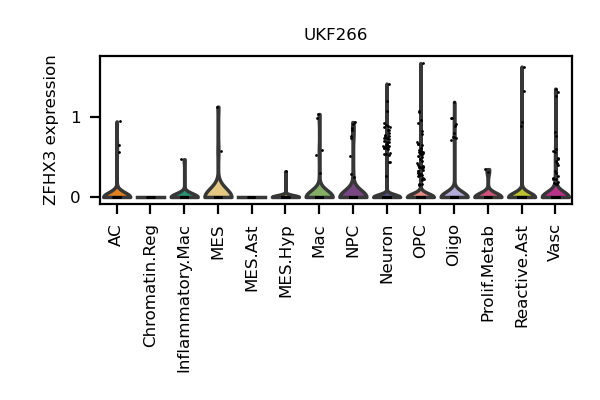 UKF266
ZFHX3 expression
1
0
AC
Chromatin.Reg
Inflammatory.Mac
MES
MES.Ast
MES.Hyp
Mac
NPC
Neuron
OPC
Oligo
Prolif.Metab
Reactive.Ast
Vasc